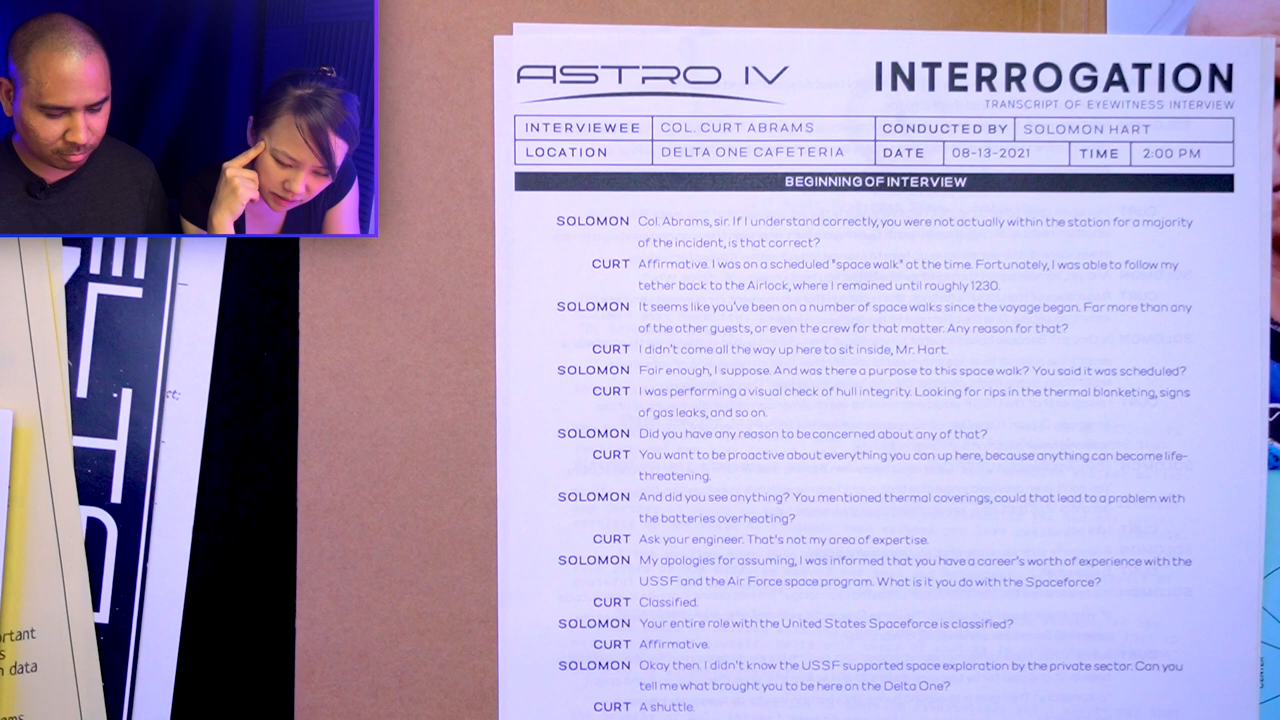 ASTRO IV
INTERROGATION
TRANSCRIPT OF EYEWITNESS INTERVIEW
INTERVIEWEE COL. CURT ABRAMS CONDUCTED BY SOLOMON HART
LOCATION DELTA ONE CAFETERIA DATE 08-13-2021 TIME 2:00 PM
BEGINNING OF INTERVIEW
SOLOMON Col. Abrams, sir. If I understand correctly, you were not actually within the station for a majority
of the incident, is that correct?
CURT Affirmative. I was on a scheduled "space walk" at the time. Fortunately, I was able to follow my
tether back to the Airlock, where I remained until roughly 1230.
SOLOMON It seems like you've been on a number of space walks since the voyage began. Far more than any
of the other guests, or even the crew for that matter. Any reason for that?
CURT I didn't come all the way up here to sit inside, Mr. Hart.
SOLOMON Fair enough, I suppose. And was there a purpose to this space walk? You said it was scheduled?
CURT I was performing a visual check of hull integrity. Looking for rips in the thermal blanketing, signs
of gas leaks, and so on.
SOLOMON Did you have any reason to be concerned about any of that?
CURT You want to be proactive about everything you can up here, because anything can become life-
threatening.
SOLOMON And did you see anything? You mentioned thermal coverings, could that lead to a problem with
the batteries overheating?
CURT Ask your engineer. That's not my area of expertise.
SOLOMON My apologies for assuming, I was informed that you have a career's worth of experience with the
USSF and the Air Force space program. What is it you do with the Spaceforce?
CURT Classified.
SOLOMON Your entire role with the United States Spaceforce is classified?
CURT Affirmative.
SOLOMON Okay then. I didn't know the USSF supported space exploration by the private sector. Can you
tell me what brought you to be here on the Delta One?
CURT A shuttle.
data